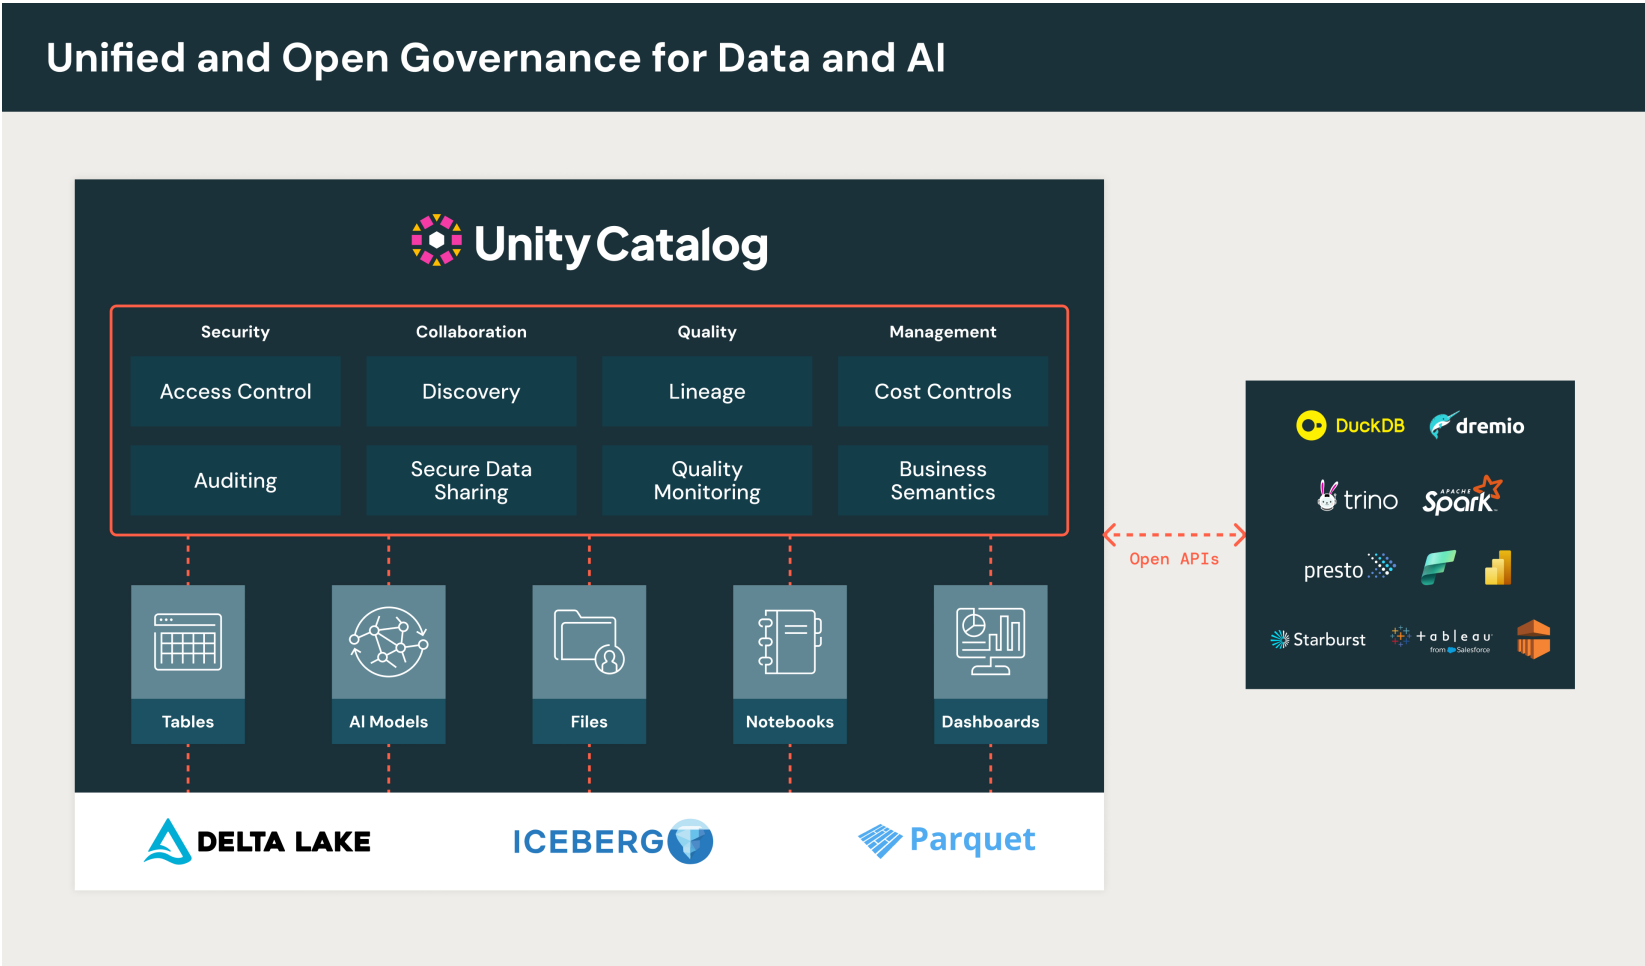 Unified and Open Governance for Data and AI
Unity Catalog
Security
Collaboration
Quality
Management
Access Control
Discovery
Lineage
Cost Controls
Auditing
Secure Data
Sharing
Quality
Monitoring
Business
Semantics
Tables
AI Models
Files
Notebooks
Dashboards
DELTA LAKE
ICEBERG
Parquet
Open APIs
DuckDB
dremio
trino
APACHE
Spark™
presto
Starburst
+ableau
from Salesforce